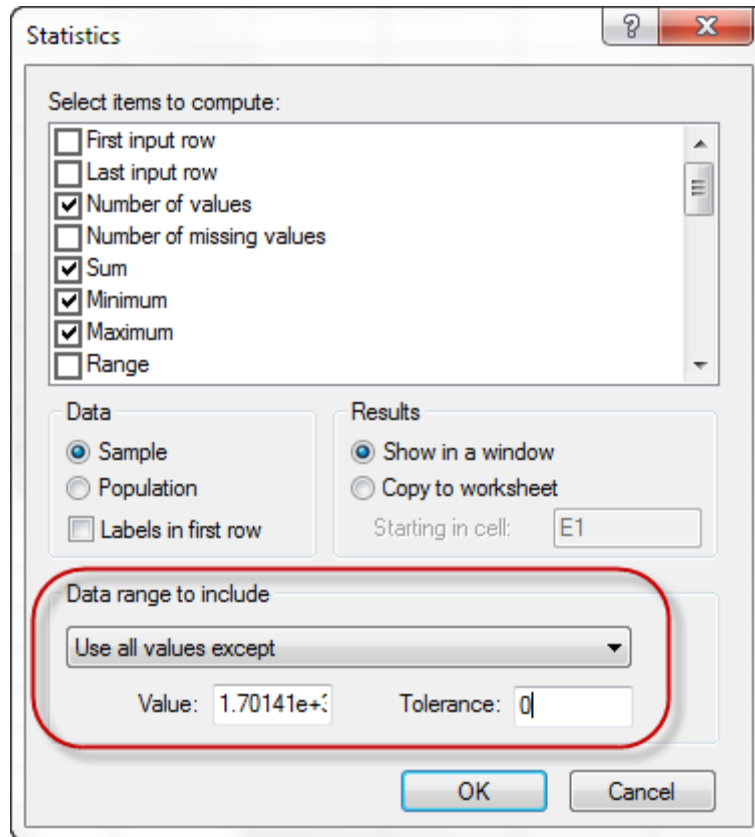 Statistics
Select items to compute:
First input row
Last input row
Number of values
Number of missing values
Sum
Minimum
Maximum
Range
Data
Sample
Population
Labels in first row
Results
Show in a window
Copy to worksheet
Starting in cell: E1
Data range to include
Use all values except
Value: 1.70141e+ Tolerance: 0
OK Cancel